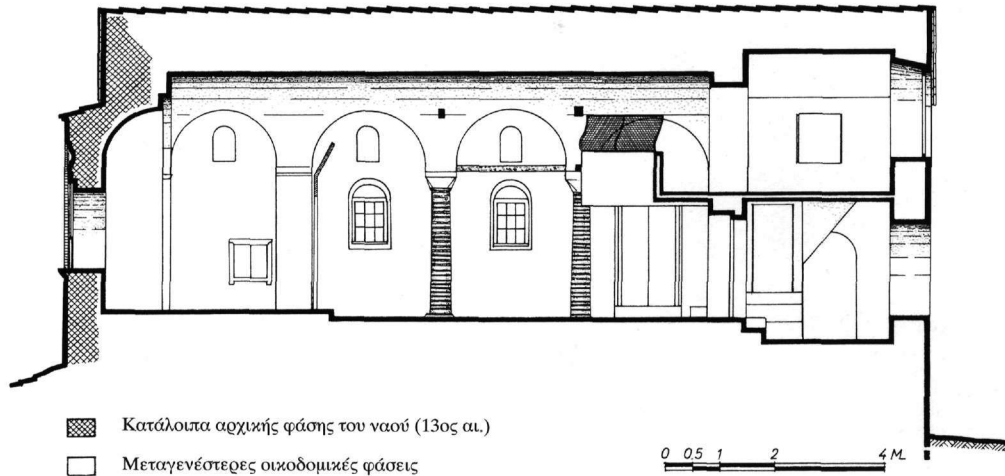 Κατάλοιπα αρχικής φάσης του ναού (13ος αι.)
Μεταγενέστερες οικοδομικές φάσεις
0 0,5 1 2 4 M.